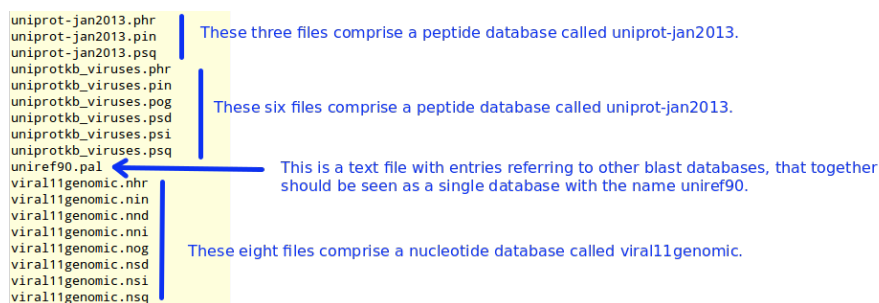 uniprot-jan2013.phr
uniprot-jan2013.pin
uniprot-jan2013.psq
These three files comprise a peptide database called uniprot-jan2013.
uniprotkb_viruses.phr
uniprotkb_viruses.pin
uniprotkb_viruses.pog
uniprotkb_viruses.psd
uniprotkb_viruses.psi
uniprotkb_viruses.psq
These six files comprise a peptide database called uniprot-jan2013.
uniref90.pal
This is a text file with entries referring to other blast databases, that together
should be seen as a single database with the name uniref90.
viral11genomic.nhr
viral11genomic.nin
viral11genomic.nnd
viral11genomic.nni
viral11genomic.nog
viral11genomic.nsd
viral11genomic.nsi
viral11genomic.nsq
These eight files comprise a nucleotide database called viral11genomic.